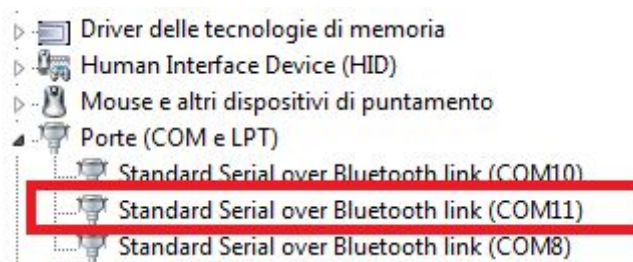 Driver delle tecnologie di memoria
Human Interface Device (HID)
Mouse e altri dispositivi di puntamento
Porte (COM e LPT)
Standard Serial over Bluetooth link (COM10)
Standard Serial over Bluetooth link (COM11)
Standard Serial over Bluetooth link (COM8)